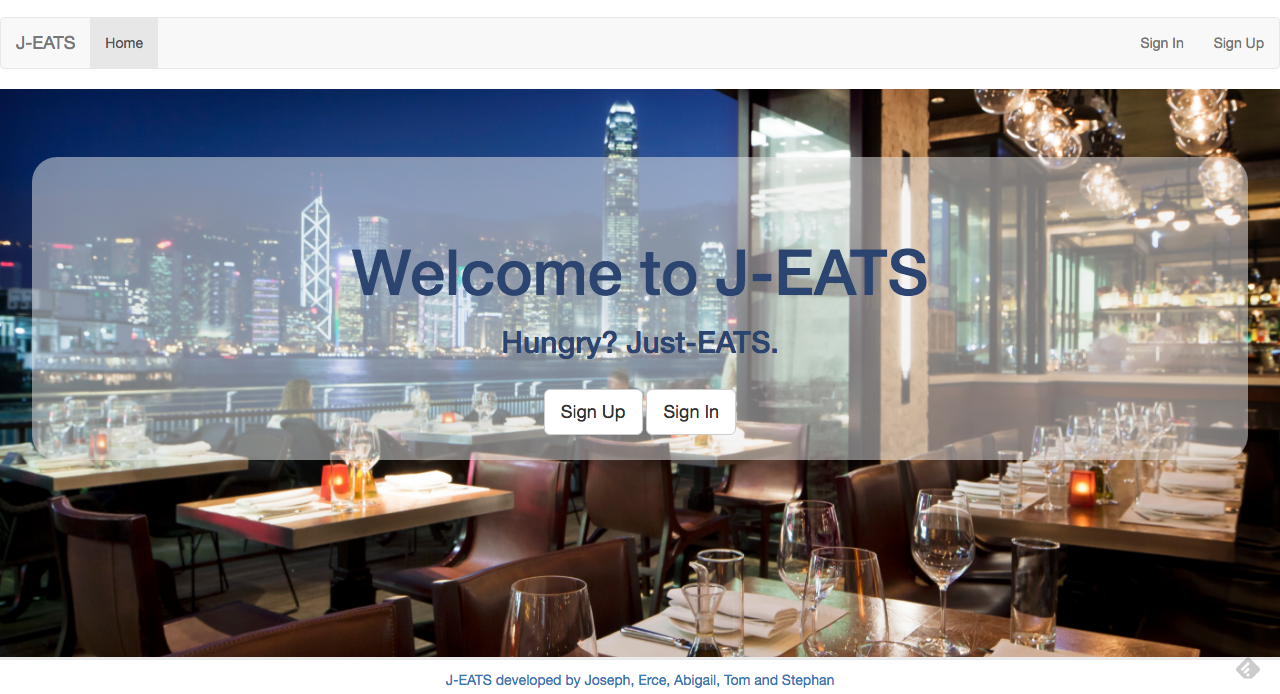 J-EATS Home Sign In Sign Up
Welcome to J-EATS
Hungry? Just-EATS.
Sign Up Sign In
J-EATS developed by Joseph, Erce, Abigail, Tom and Stephan